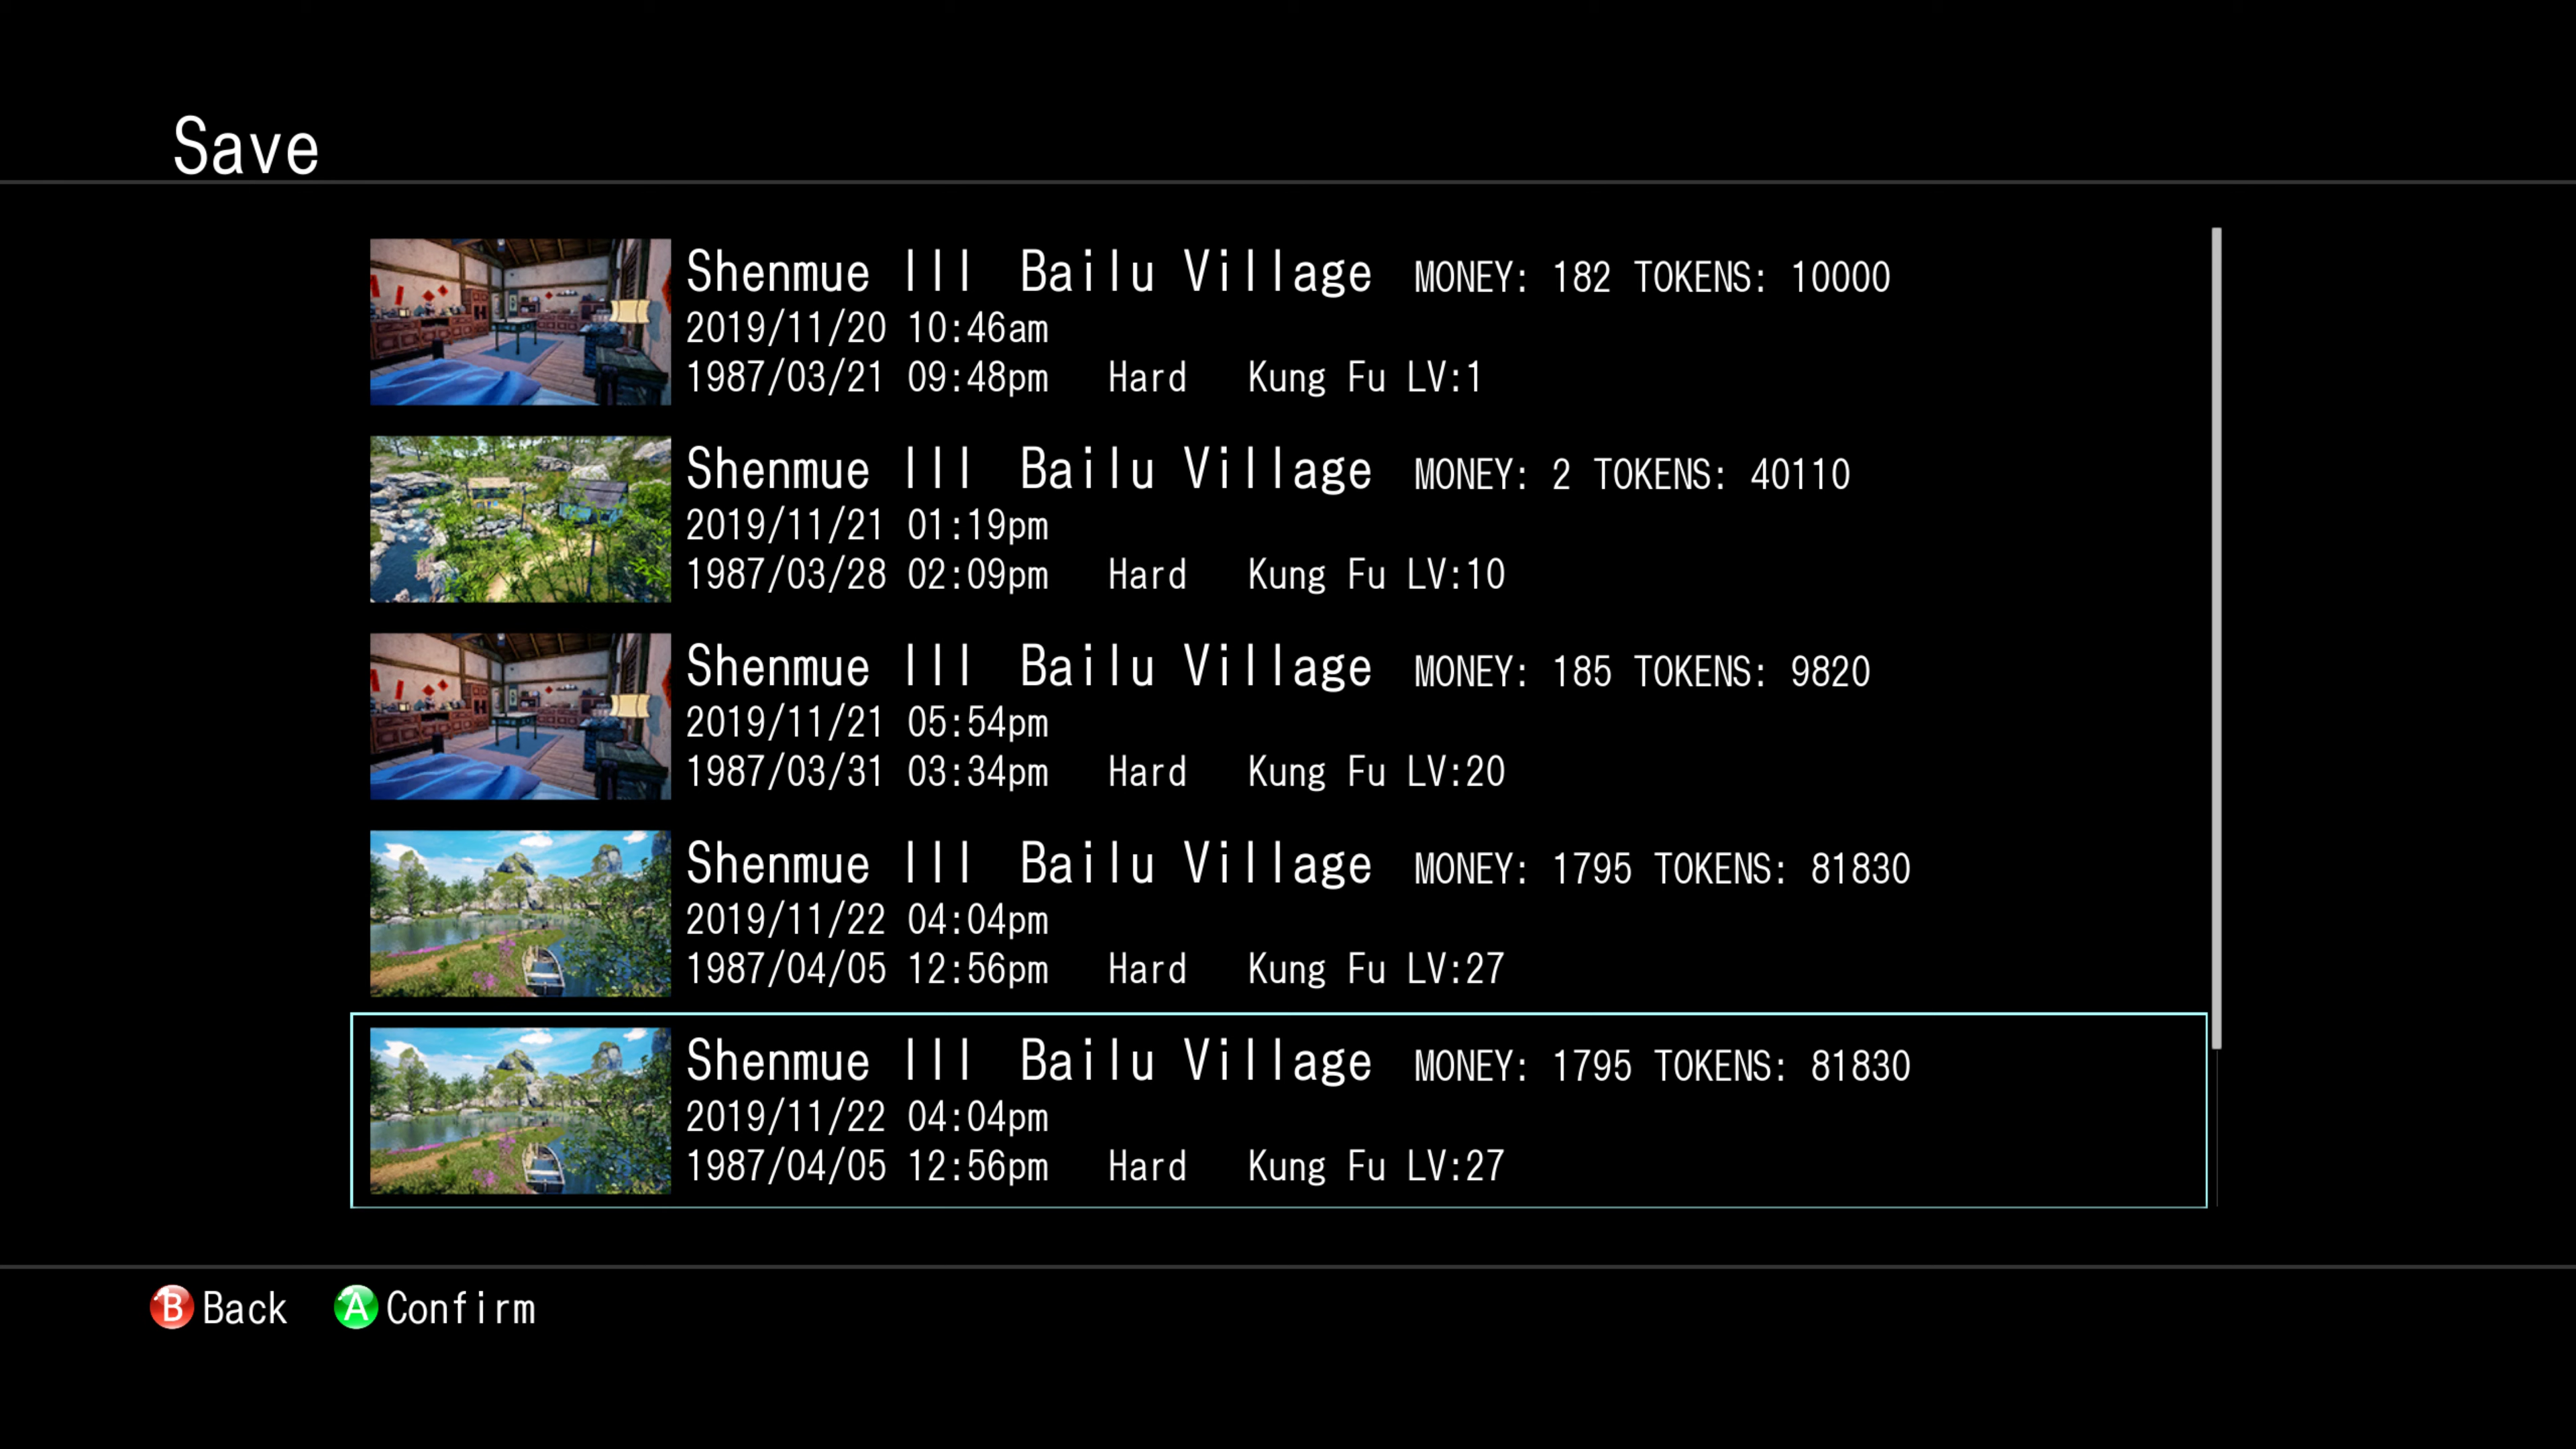 Save
Shenmue III Bailu Village MONEY: 182 TOKENS: 10000
2019/11/20 10:46am
1987/03/21 09:48pm Hard Kung Fu LV:1
Shenmue III Bailu Village MONEY: 2 TOKENS: 40110
2019/11/21 01:19pm
1987/03/28 02:09pm Hard Kung Fu LV:10
Shenmue III Bailu Village MONEY: 185 TOKENS: 9820
2019/11/21 05:54pm
1987/03/31 03:34pm Hard Kung Fu LV:20
Shenmue III Bailu Village MONEY: 1795 TOKENS: 81830
2019/11/22 04:04pm
1987/04/05 12:56pm Hard Kung Fu LV:27
Shenmue III Bailu Village MONEY: 1795 TOKENS: 81830
2019/11/22 04:04pm
1987/04/05 12:56pm Hard Kung Fu LV:27
B Back A Confirm